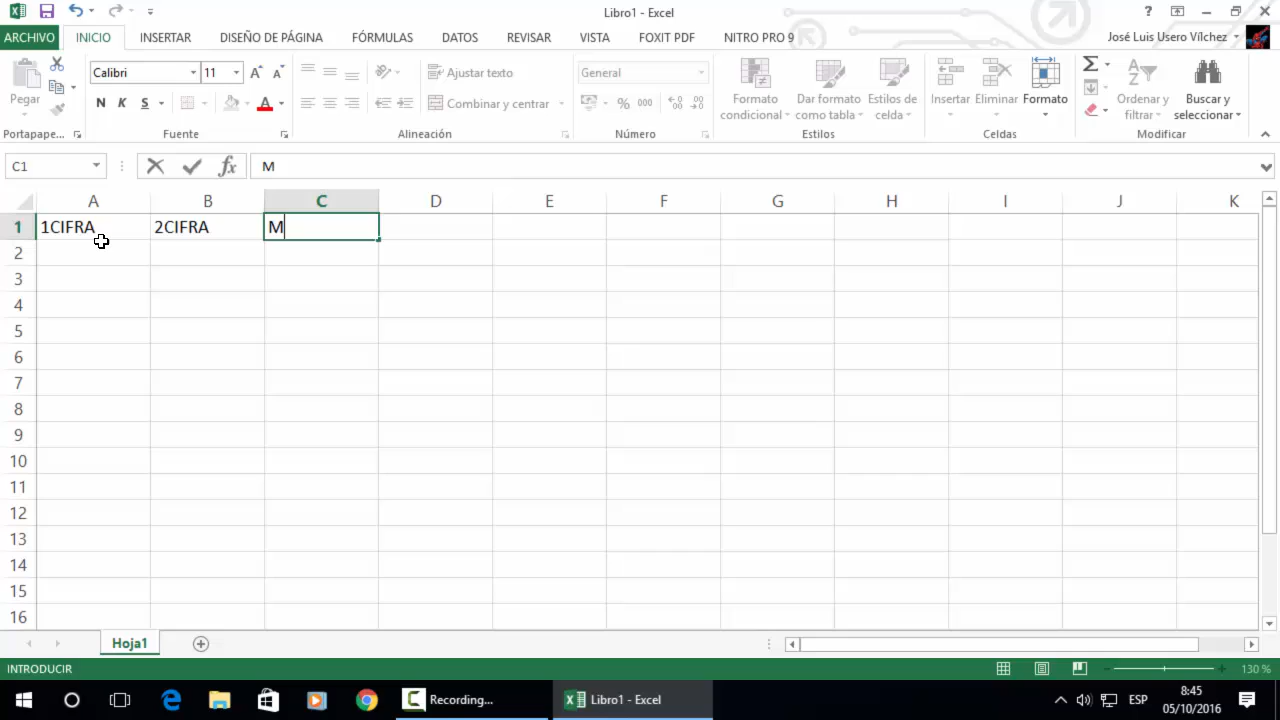 Libro1 - Excel
ARCHIVO INICIO INSERTAR DISEÑO DE PÁGINA FÓRMULAS DATOS REVISAR VISTA FOXIT PDF NITRO PRO 9 José Luis Usero Vílchez
Pegar
Calibri 11
N K S
Ajustar texto
Combinar y centrar
General
% 000
Formato condicional
Dar formato como tabla
Estilos de celda
Insertar Eliminar Formato
Ordenar y filtrar
Buscar y seleccionar
Portapape... Fuente Alineación Número Estilos Celdas Modificar
C1 fx M
A B C D E F G H I J K
1 1CIFRA 2CIFRA M
2
3
4
5
6
7
8
9
10
11
12
13
14
15
16
Hoja1
INTRODUCIR 130 %
Recording... Libro1 - Excel ESP 8:45
05/10/2016